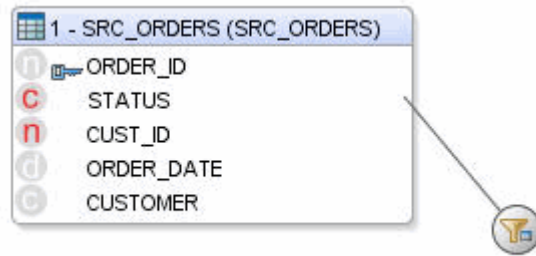 1 - SRC_ORDERS (SRC_ORDERS)
n ORDER_ID
c STATUS
n CUST_ID
d ORDER_DATE
c CUSTOMER